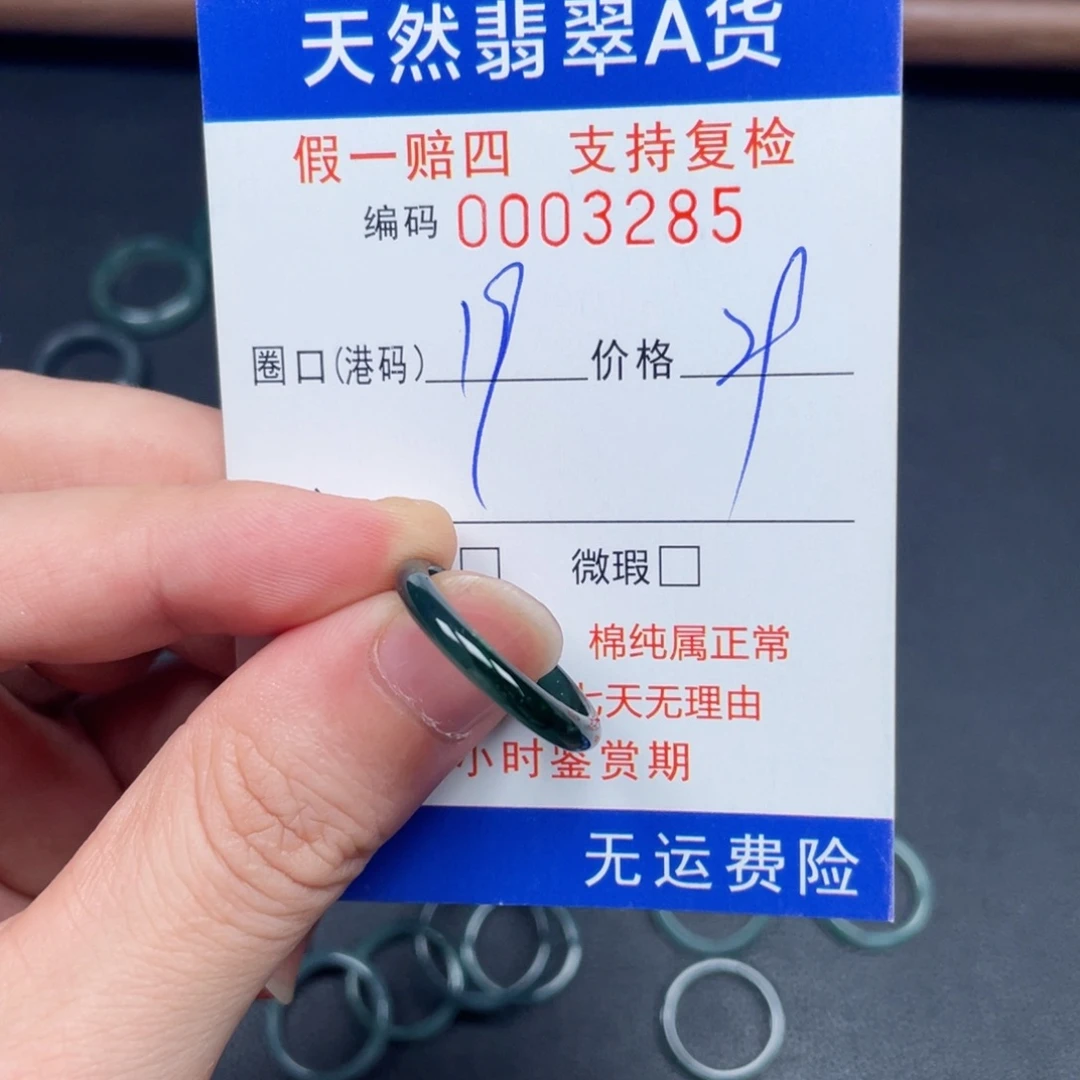 天然翡翠A货
假一赔四 支持复检
编码 0003285
圈口(港码) 19 价格
微瑕
棉纯属正常
七天无理由
小时鉴赏期
无运费险